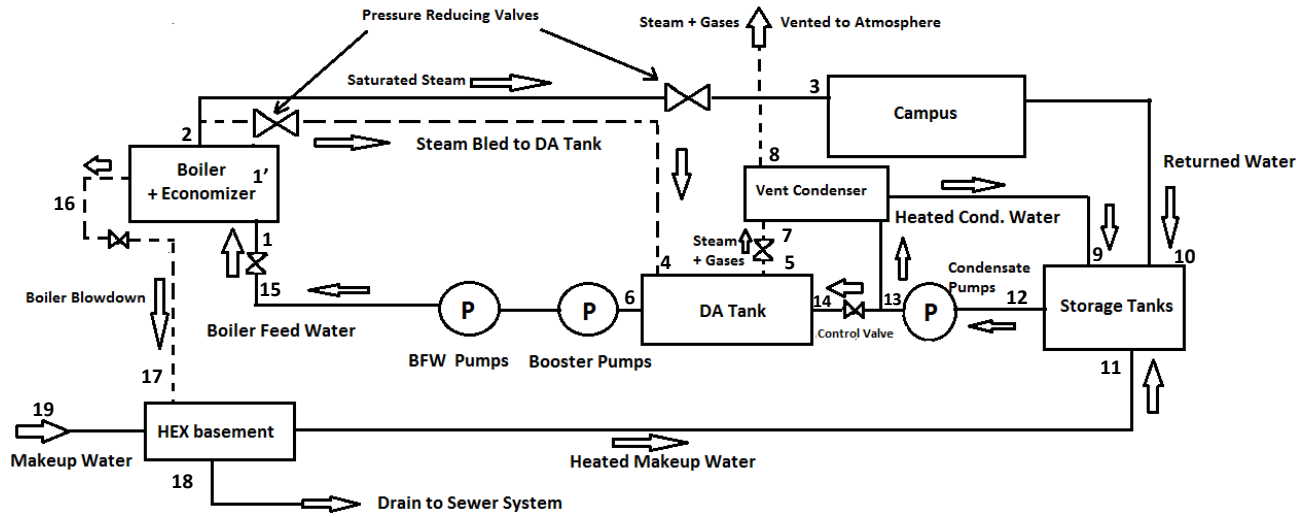 Pressure Reducing Valves
Steam + Gases
Vented to Atmosphere
Saturated Steam
3
Campus
2
Steam Bled to DA Tank
8
Boiler
+ Economizer
1’
Vent Condenser
Returned Water
16
Heated Cond. Water
1
Steam
+ Gases
7
4
5
9
10
Condensate
Pumps
Boiler Blowdown
15
6
DA Tank
14
13
P
12
Storage Tanks
P
P
Boiler Feed Water
Control Valve
BFW Pumps
Booster Pumps
11
17
19
HEX basement
Makeup Water
Heated Makeup Water
18
Drain to Sewer System